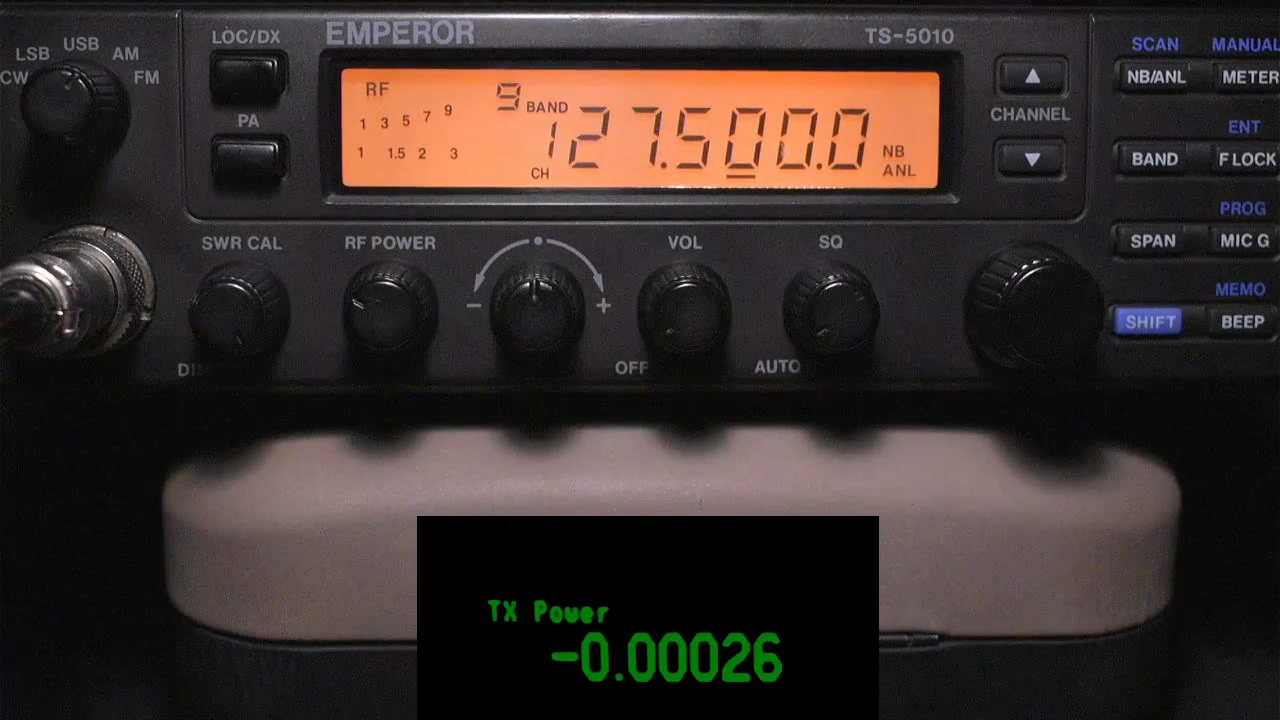 EMPEROR
TS-5010
LSB USB AM
CW FM
LOC/DX
PA
RF
1 3 5 7 9
1 1.5 2 3
9 BAND
127.500.0
CH
NB
ANL
▲
CHANNEL
▼
SCAN MANUAL
NB/ANL METER
ENT
BAND F LOCK
PROG
SPAN MIC G
MEMO
SHIFT BEEP
SWR CAL RF POWER VOL SQ
− +
OFF AUTO
TX Power
-0.00026